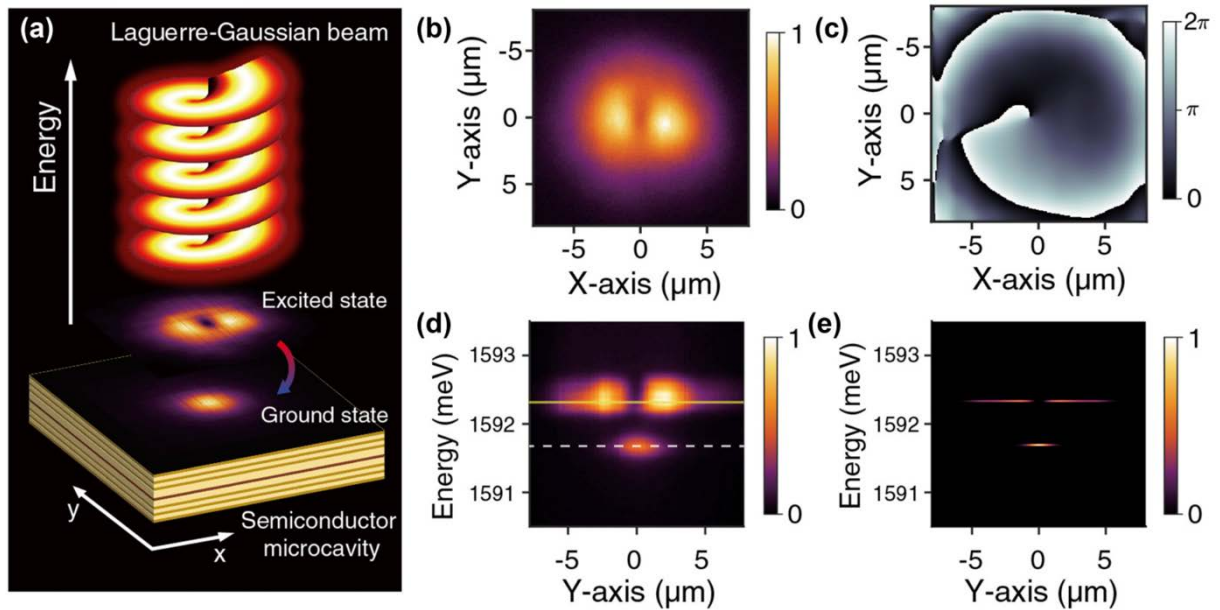 (a)
Laguerre-Gaussian beam
Energy
Excited state
Ground state
Semiconductor
microcavity
y
x
(b)
Y-axis (μm)
-5
0
5
-5 0 5
X-axis (μm)
1
0
(c)
Y-axis (μm)
-5
0
5
-5 0 5
X-axis (μm)
2π
π
0
(d)
Energy (meV)
1593
1592
1591
-5 0 5
Y-axis (μm)
1
0
(e)
Energy (meV)
1593
1592
1591
-5 0 5
Y-axis (μm)
1
0